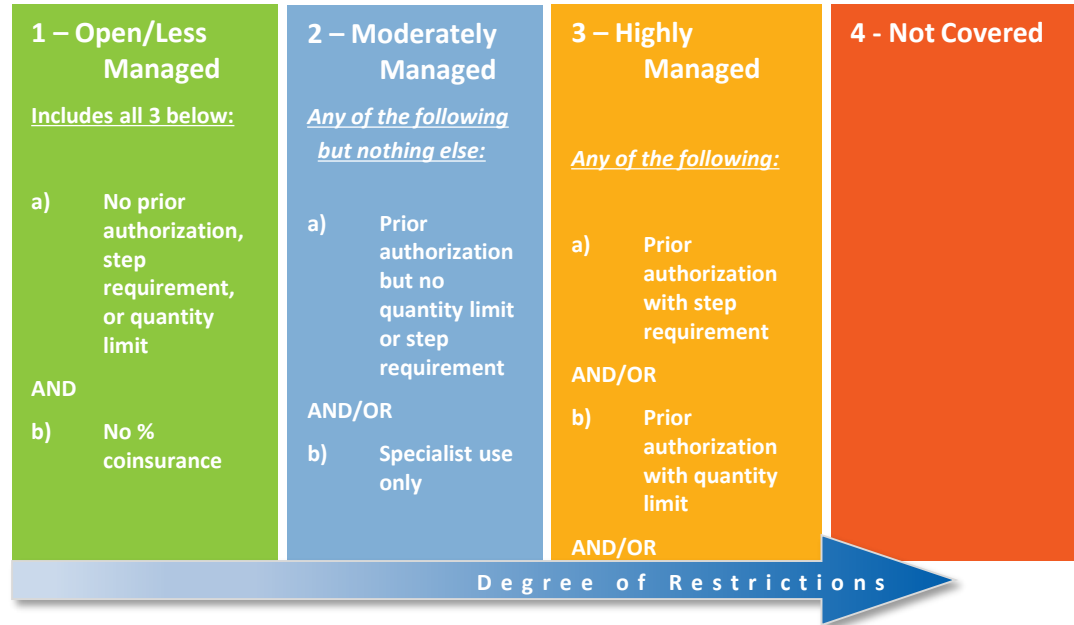 1 – Open/Less
Managed
Includes all 3 below:
a) No prior
authorization,
step
requirement,
or quantity
limit
AND
b) No %
coinsurance
2 – Moderately
Managed
Any of the following
but nothing else:
a) Prior
authorization
but no
quantity limit
or step
requirement
AND/OR
b) Specialist use
only
3 – Highly
Managed
Any of the following:
a) Prior
authorization
with step
requirement
AND/OR
b) Prior
authorization
with quantity
limit
AND/OR
4 - Not Covered
Degree of Restrictions